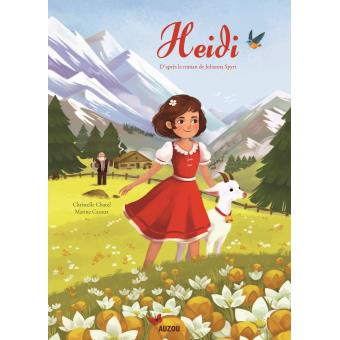 Heidi
D'après le roman de Johanna Spyri
Christelle Chatel
Marine Cazaux
AUZOU